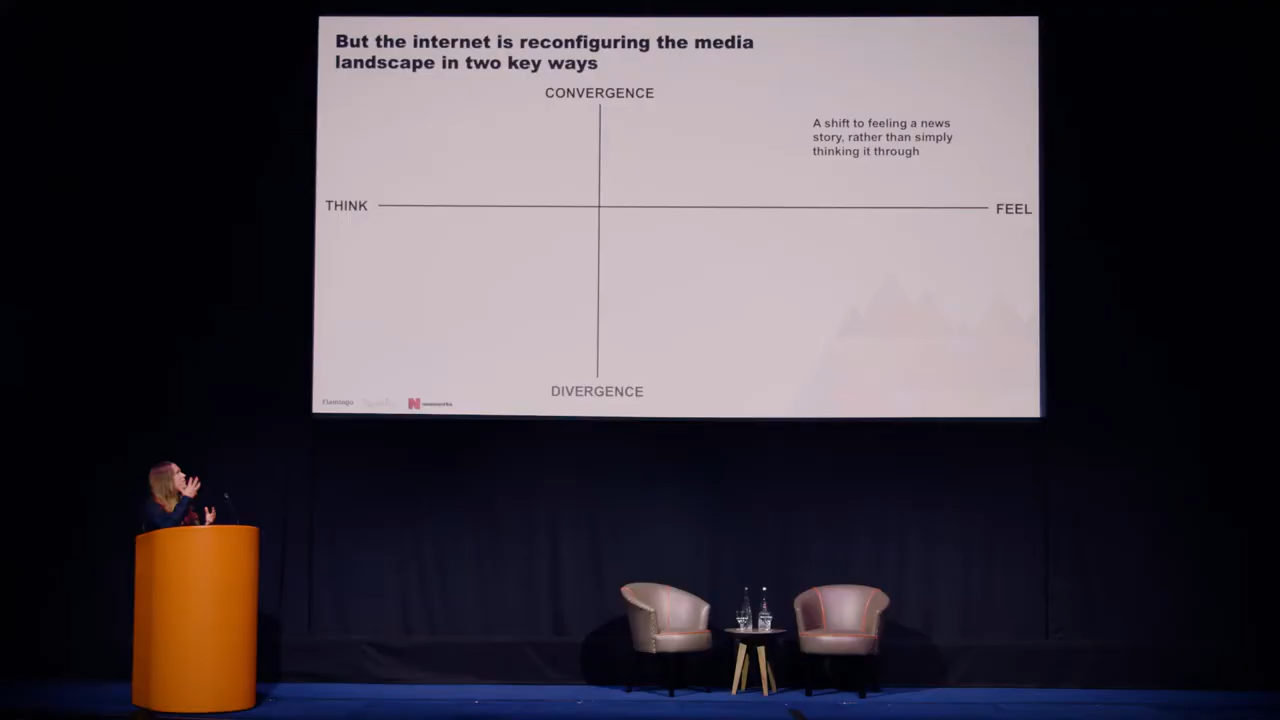 But the internet is reconfiguring the media
landscape in two key ways
CONVERGENCE
A shift to feeling a news
story, rather than simply
thinking it through
THINK
FEEL
DIVERGENCE
Flamingo
N newsworks